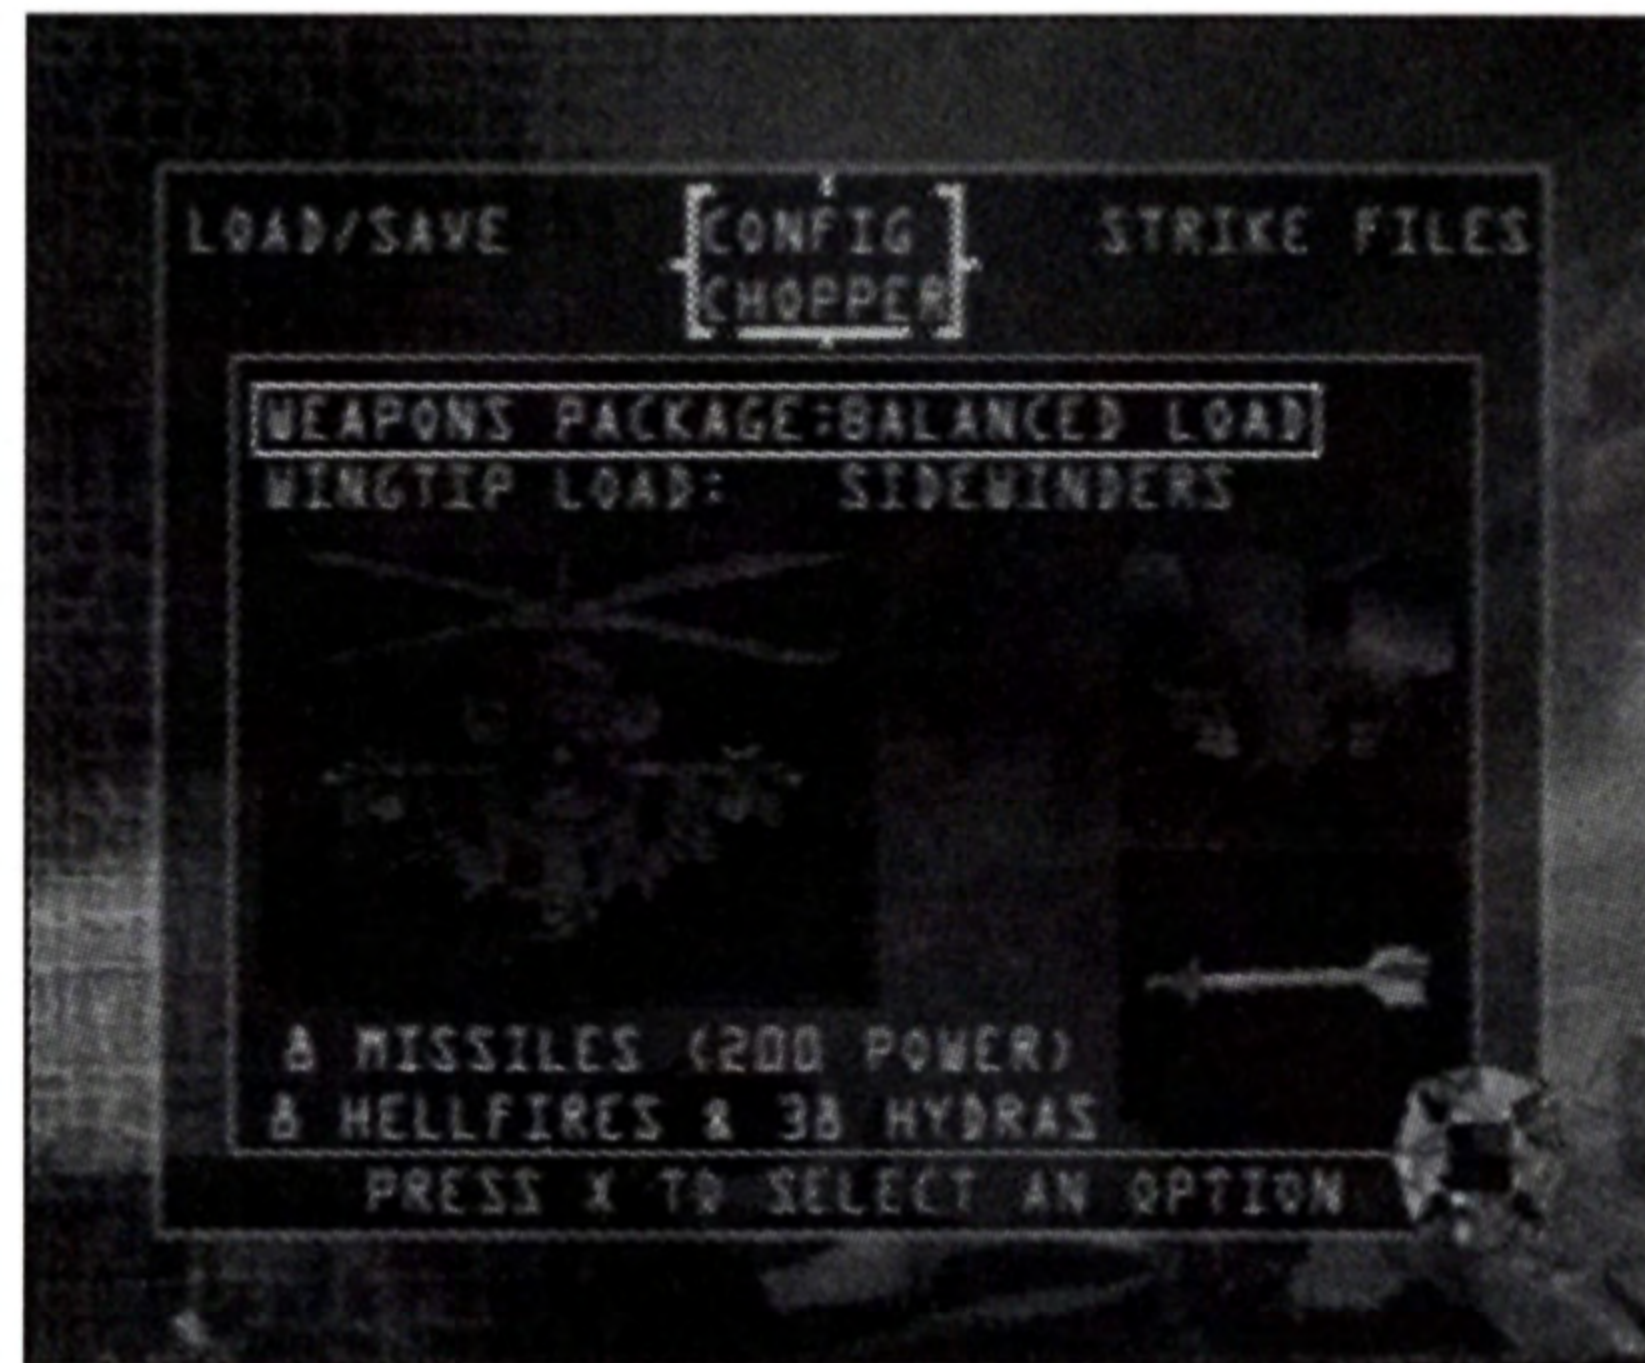 LOAD/SAVE
CONFIG
CHOPPER
STRIKE FILES
WEAPONS PACKAGE:BALANCED LOAD
WINGTIP LOAD: SIDEWINDERS
8 MISSILES (200 POWER)
8 HELLFIRES & 38 HYDRAS
PRESS X TO SELECT AN OPTION